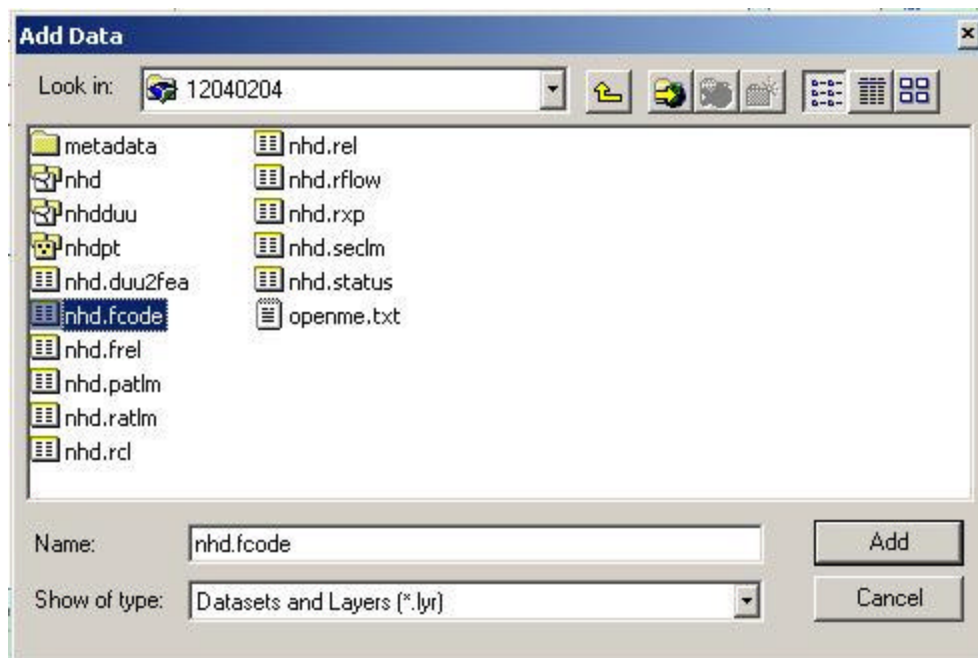 Add Data
Look in: 12040204
metadata
nhd
nhdduu
nhdpt
nhd.duu2fea
nhd.fcode
nhd.frel
nhd.patlm
nhd.ratlm
nhd.rcl
nhd.rel
nhd.rflow
nhd.rxp
nhd.seclm
nhd.status
openme.txt
Name: nhd.fcode
Add
Show of type: Datasets and Layers (*.lyr)
Cancel